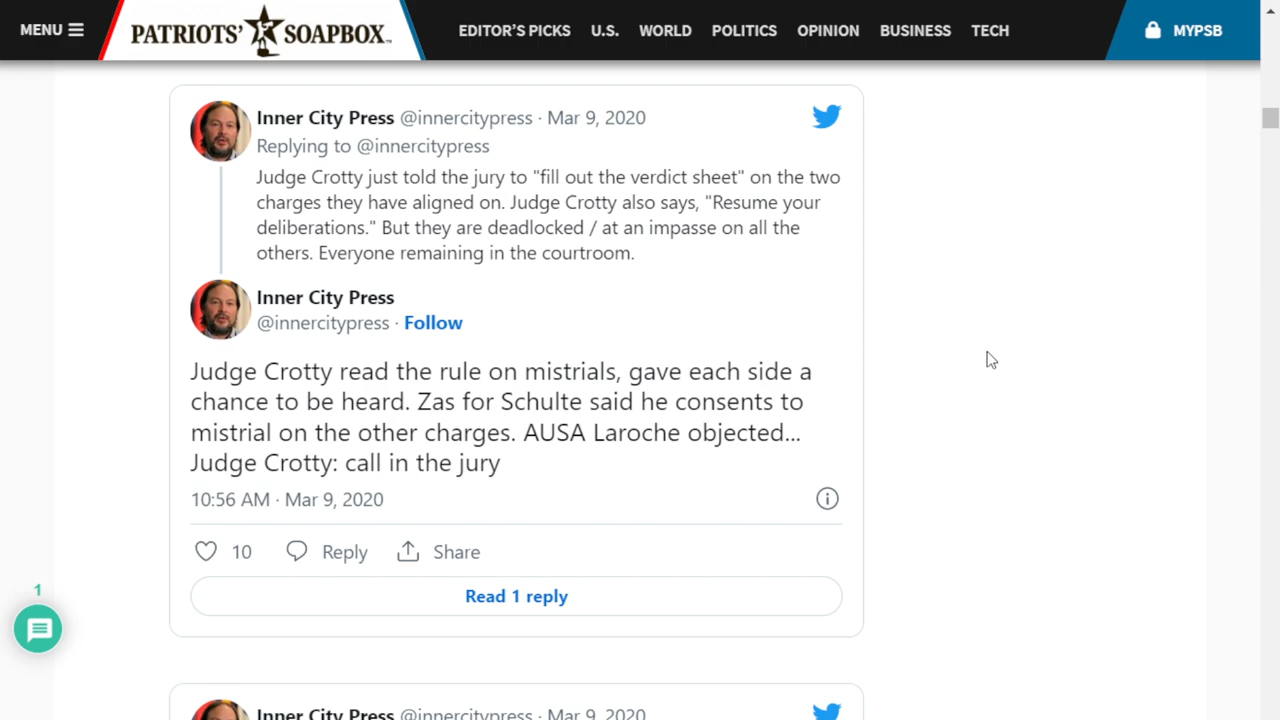 MENU
PATRIOTS' SOAPBOX
EDITOR'S PICKS U.S. WORLD POLITICS OPINION BUSINESS TECH
MYPSB
Inner City Press @innercitypress · Mar 9, 2020
Replying to @innercitypress
Judge Crotty just told the jury to "fill out the verdict sheet" on the two
charges they have aligned on. Judge Crotty also says, "Resume your
deliberations." But they are deadlocked / at an impasse on all the
others. Everyone remaining in the courtroom.
Inner City Press
@innercitypress · Follow
Judge Crotty read the rule on mistrials, gave each side a
chance to be heard. Zas for Schulte said he consents to
mistrial on the other charges. AUSA Laroche objected...
Judge Crotty: call in the jury
10:56 AM · Mar 9, 2020
10 Reply Share
Read 1 reply
1
Inner City Press @innercitypress · Mar 9, 2020